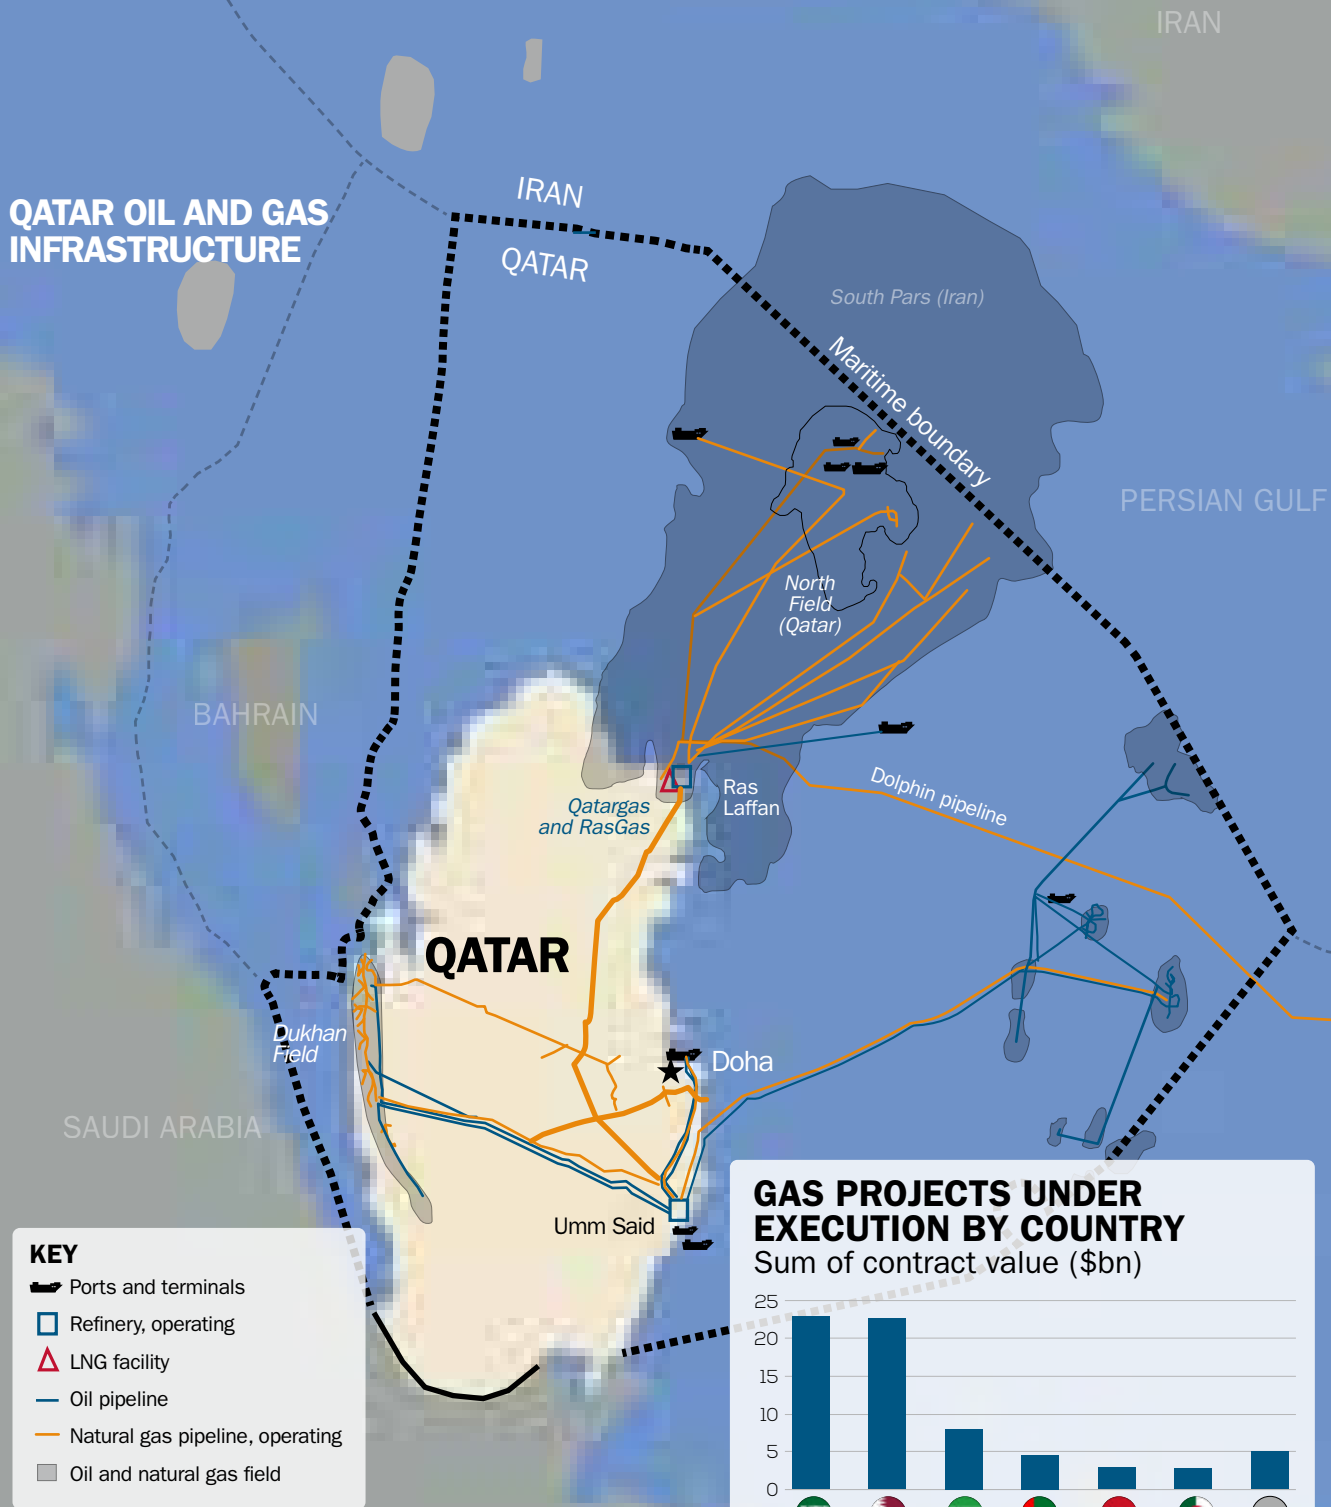 IRAN
IRAN
QATAR
QATAR OIL AND GAS
INFRASTRUCTURE
South Pars (Iran)
Maritime boundary
PERSIAN GULF
North
Field
(Qatar)
BAHRAIN
Ras
Laffan
Dolphin pipeline
Qatargas
and RasGas
QATAR
Dukhan
Field
Doha
SAUDI ARABIA
Umm Said
KEY
Ports and terminals
Refinery, operating
LNG facility
Oil pipeline
Natural gas pipeline, operating
Oil and natural gas field
GAS PROJECTS UNDER
EXECUTION BY COUNTRY
Sum of contract value ($bn)
25
20
15
10
5
0